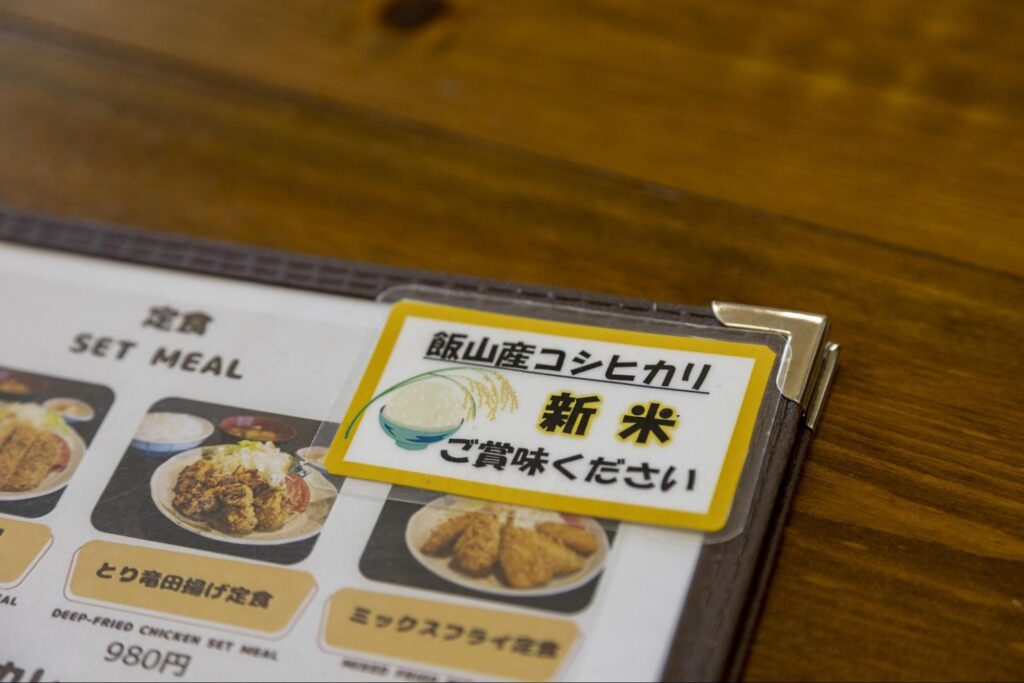 定食
SET MEAL
飯山産コシヒカリ
新米
ご賞味ください
とり竜田揚げ定食
DEEP-FRIED CHICKEN SET MEAL
980円
ミックスフライ定食